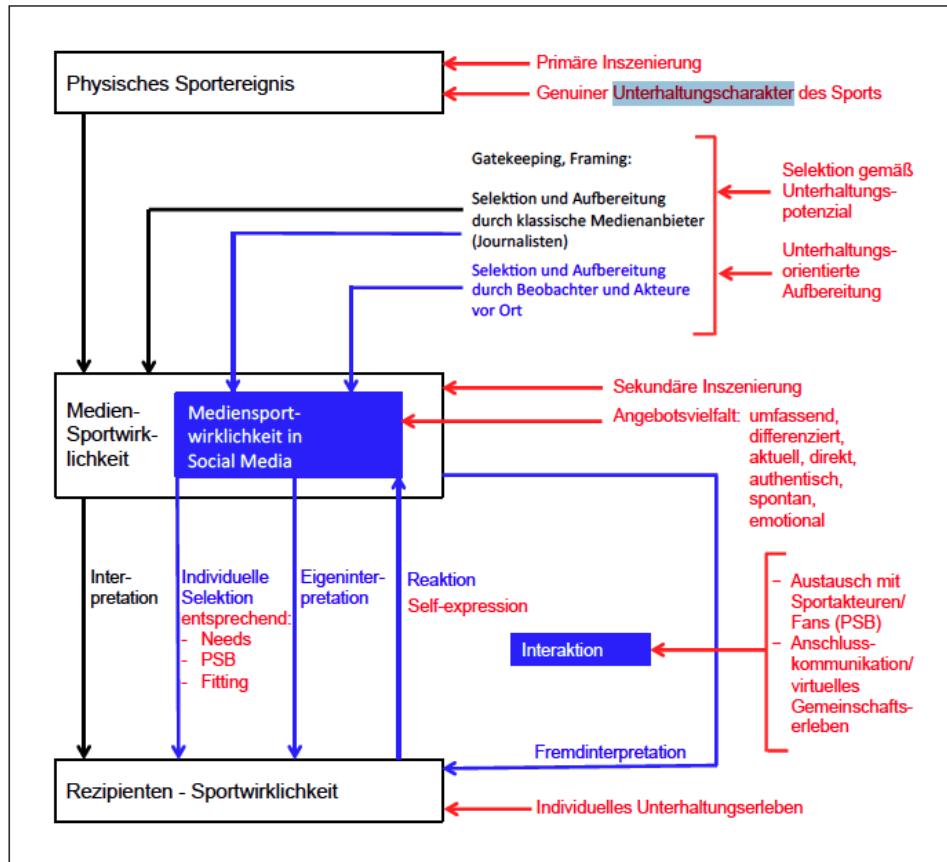 Physisches Sportereignis
Primäre Inszenierung
Genuiner Unterhaltungscharakter des Sports
Gatekeeping, Framing:
Selektion und Aufbereitung
durch klassische Medienanbieter
(Journalisten)
Selektion und Aufbereitung
durch Beobachter und Akteure
vor Ort
Selektion gemäß
Unterhaltungs-
potenzial
Unterhaltungs-
orientierte
Aufbereitung
Medien-
Sportwirk-
lichkeit
Mediensport-
wirklichkeit in
Social Media
Sekundäre Inszenierung
Angebotsvielfalt: umfassend,
differenziert,
aktuell, direkt,
authentisch,
spontan,
emotional
Inter-
pretation
Individuelle
Selektion
entsprechend:
- Needs
- PSB
- Fitting
Eigeninter-
pretation
Reaktion
Self-expression
Interaktion
– Austausch mit
Sportakteuren/
Fans (PSB)
– Anschluss-
kommunikation/
virtuelles
Gemeinschafts-
erleben
Fremdinterpretation
Rezipienten - Sportwirklichkeit
Individuelles Unterhaltungserleben